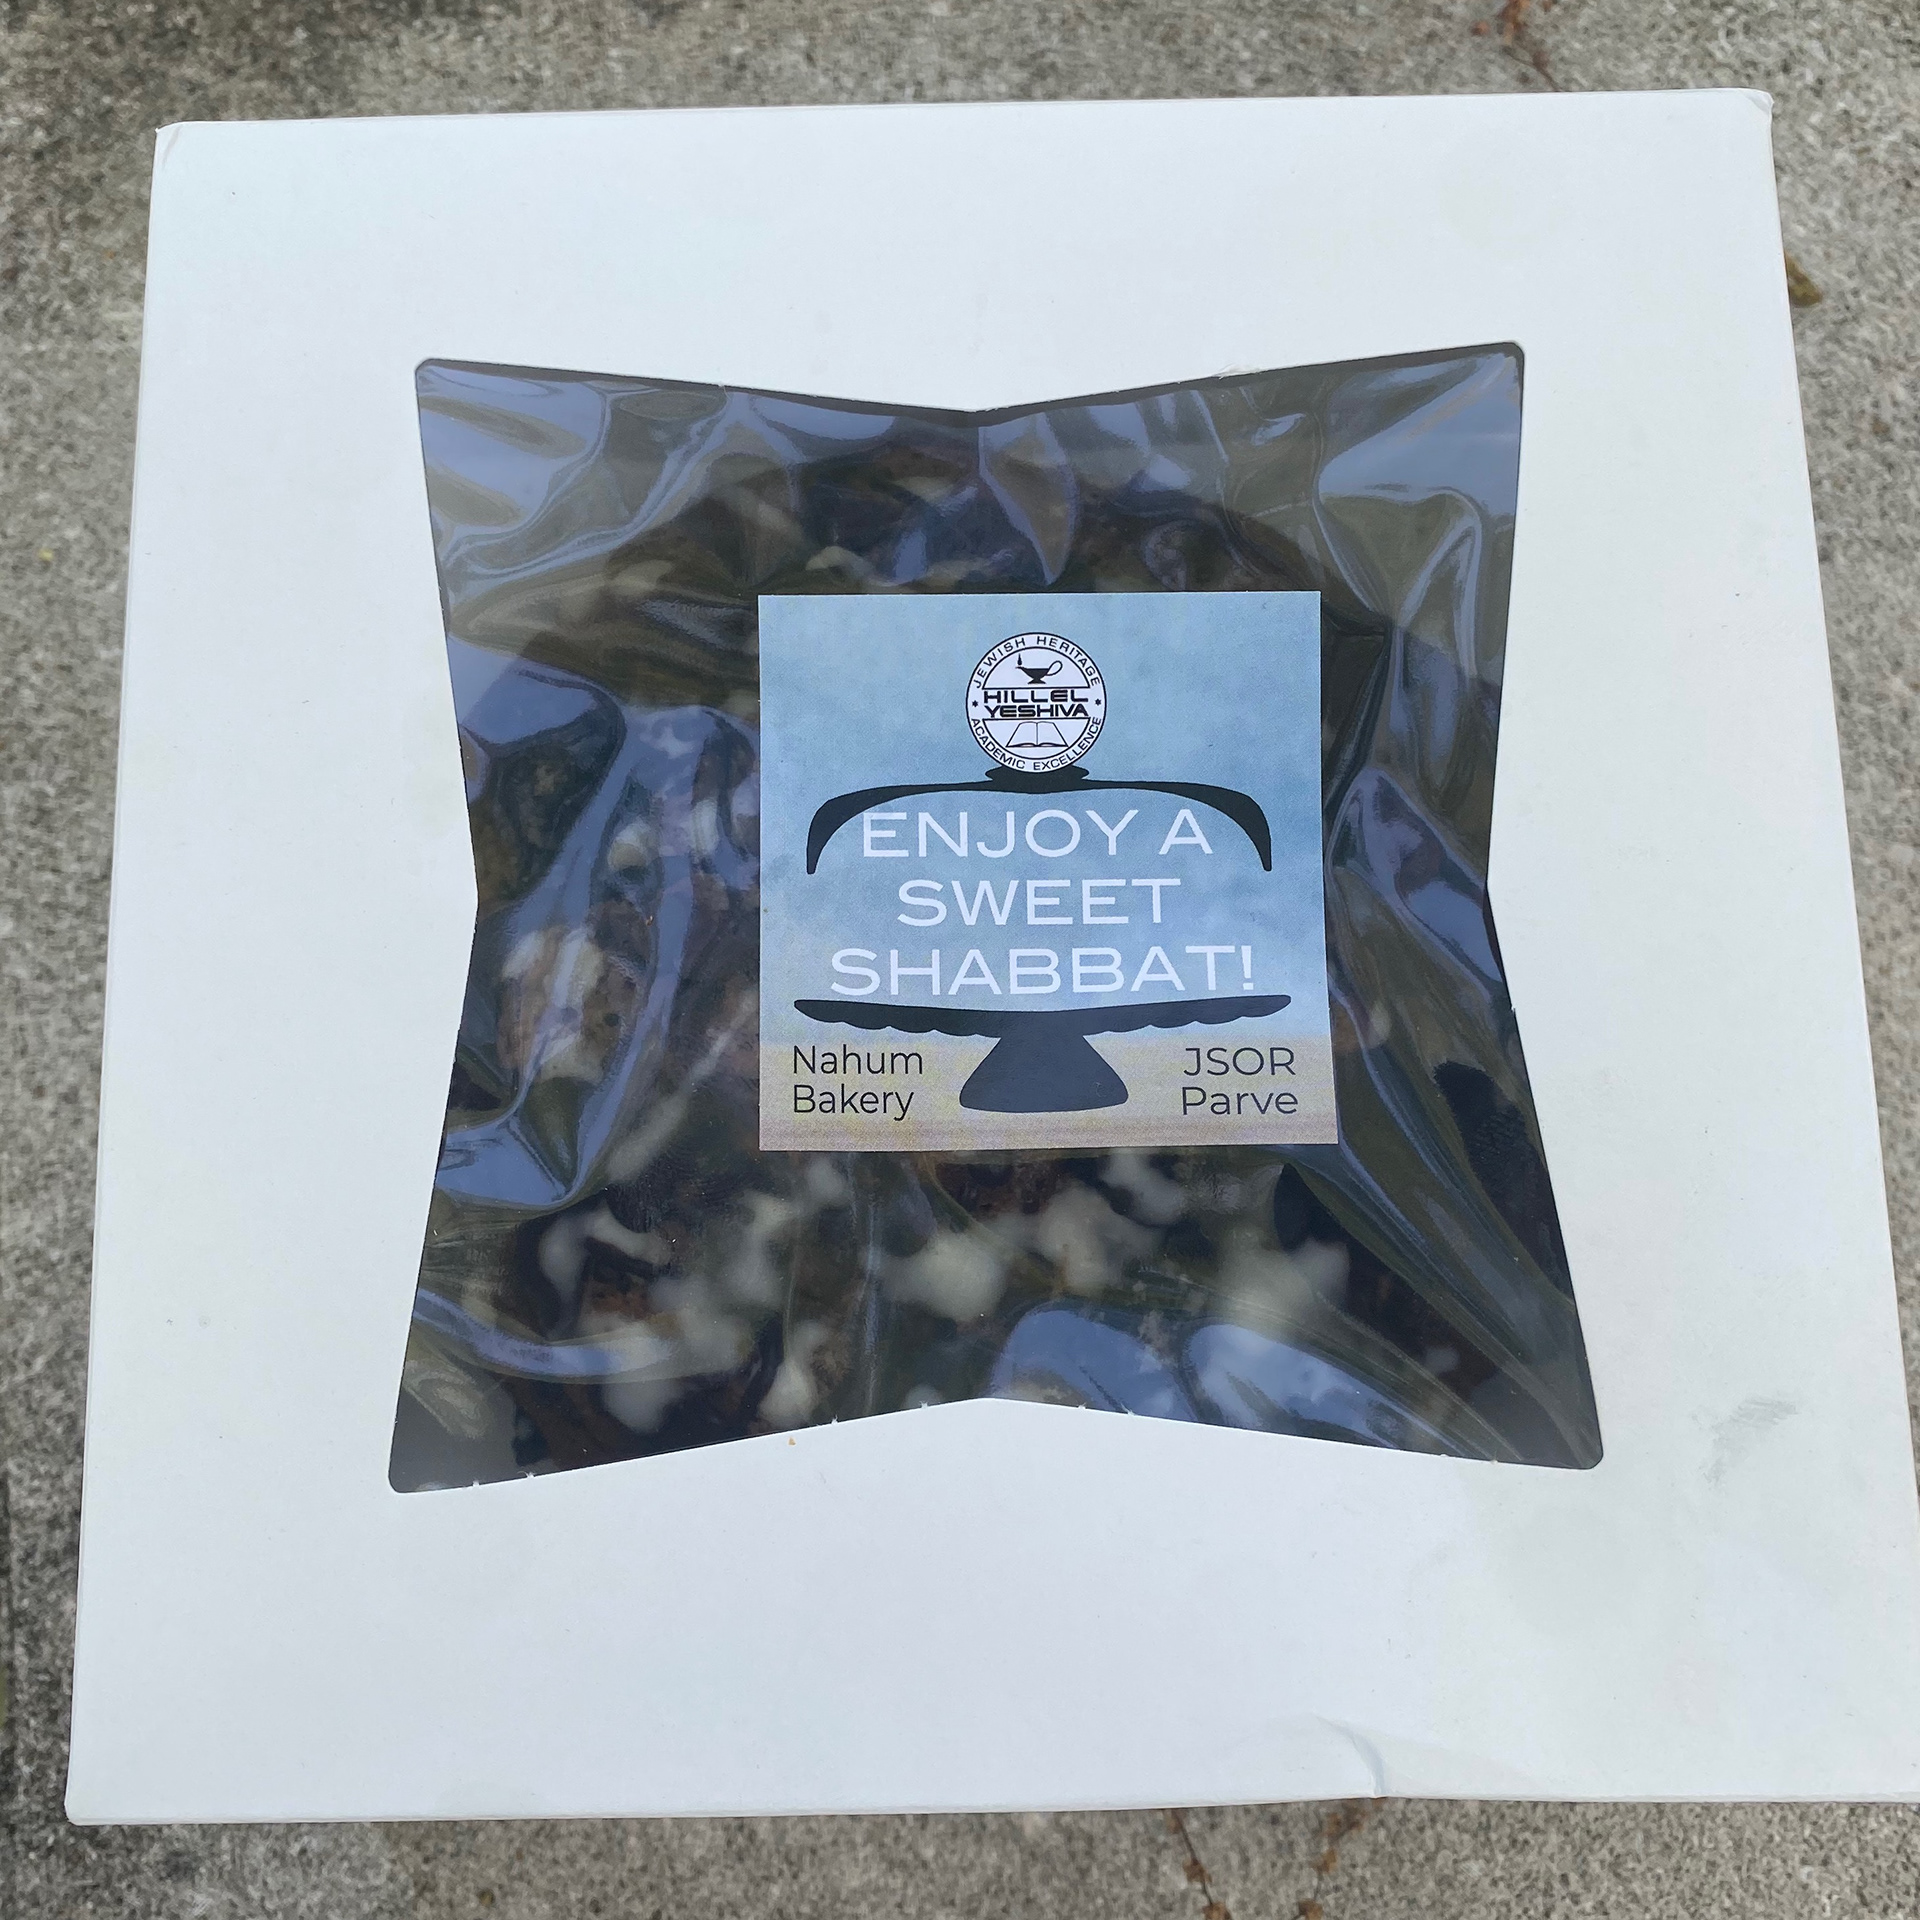 JEWISH HERITAGE
HILLEL
YESHIVA
ACADEMIC EXCELLENCE
ENJOY A
SWEET
SHABBAT!
Nahum
Bakery
JSOR
Parve